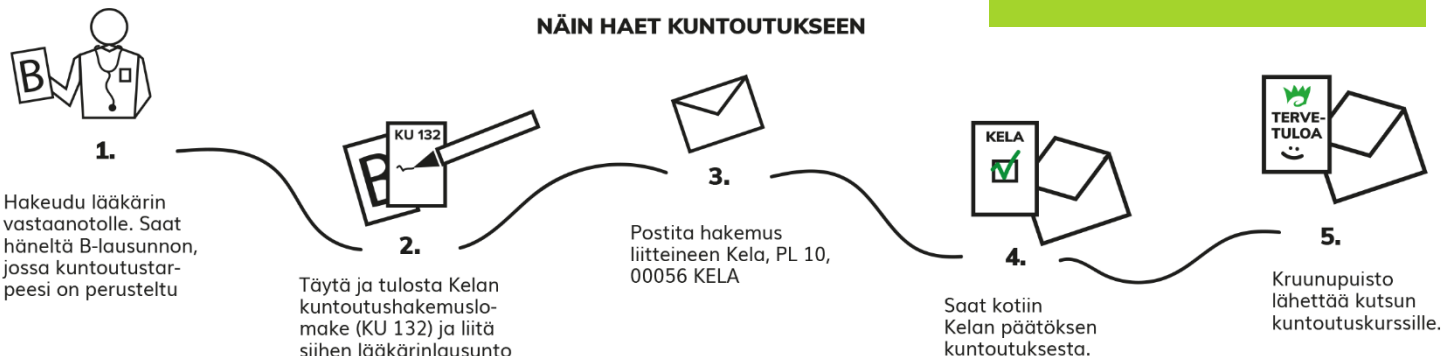 NÄIN HAET KUNTOUTUKSEEN
B
1.
Hakeudu lääkärin
vastaanotolle. Saat
häneltä B-lausunnon,
jossa kuntoutustar-
peesi on perusteltu
B
KU 132
2.
Täytä ja tulosta Kelan
kuntoutushakemuslo-
make (KU 132) ja liitä
siihen lääkärinlausunto
3.
Postita hakemus
liitteineen Kela, PL 10,
00056 KELA
KELA
4.
Saat kotiin
Kelan päätöksen
kuntoutuksesta.
TERVE-
TULOA
5.
Kruunupuisto
lähettää kutsun
kuntoutuskurssille.